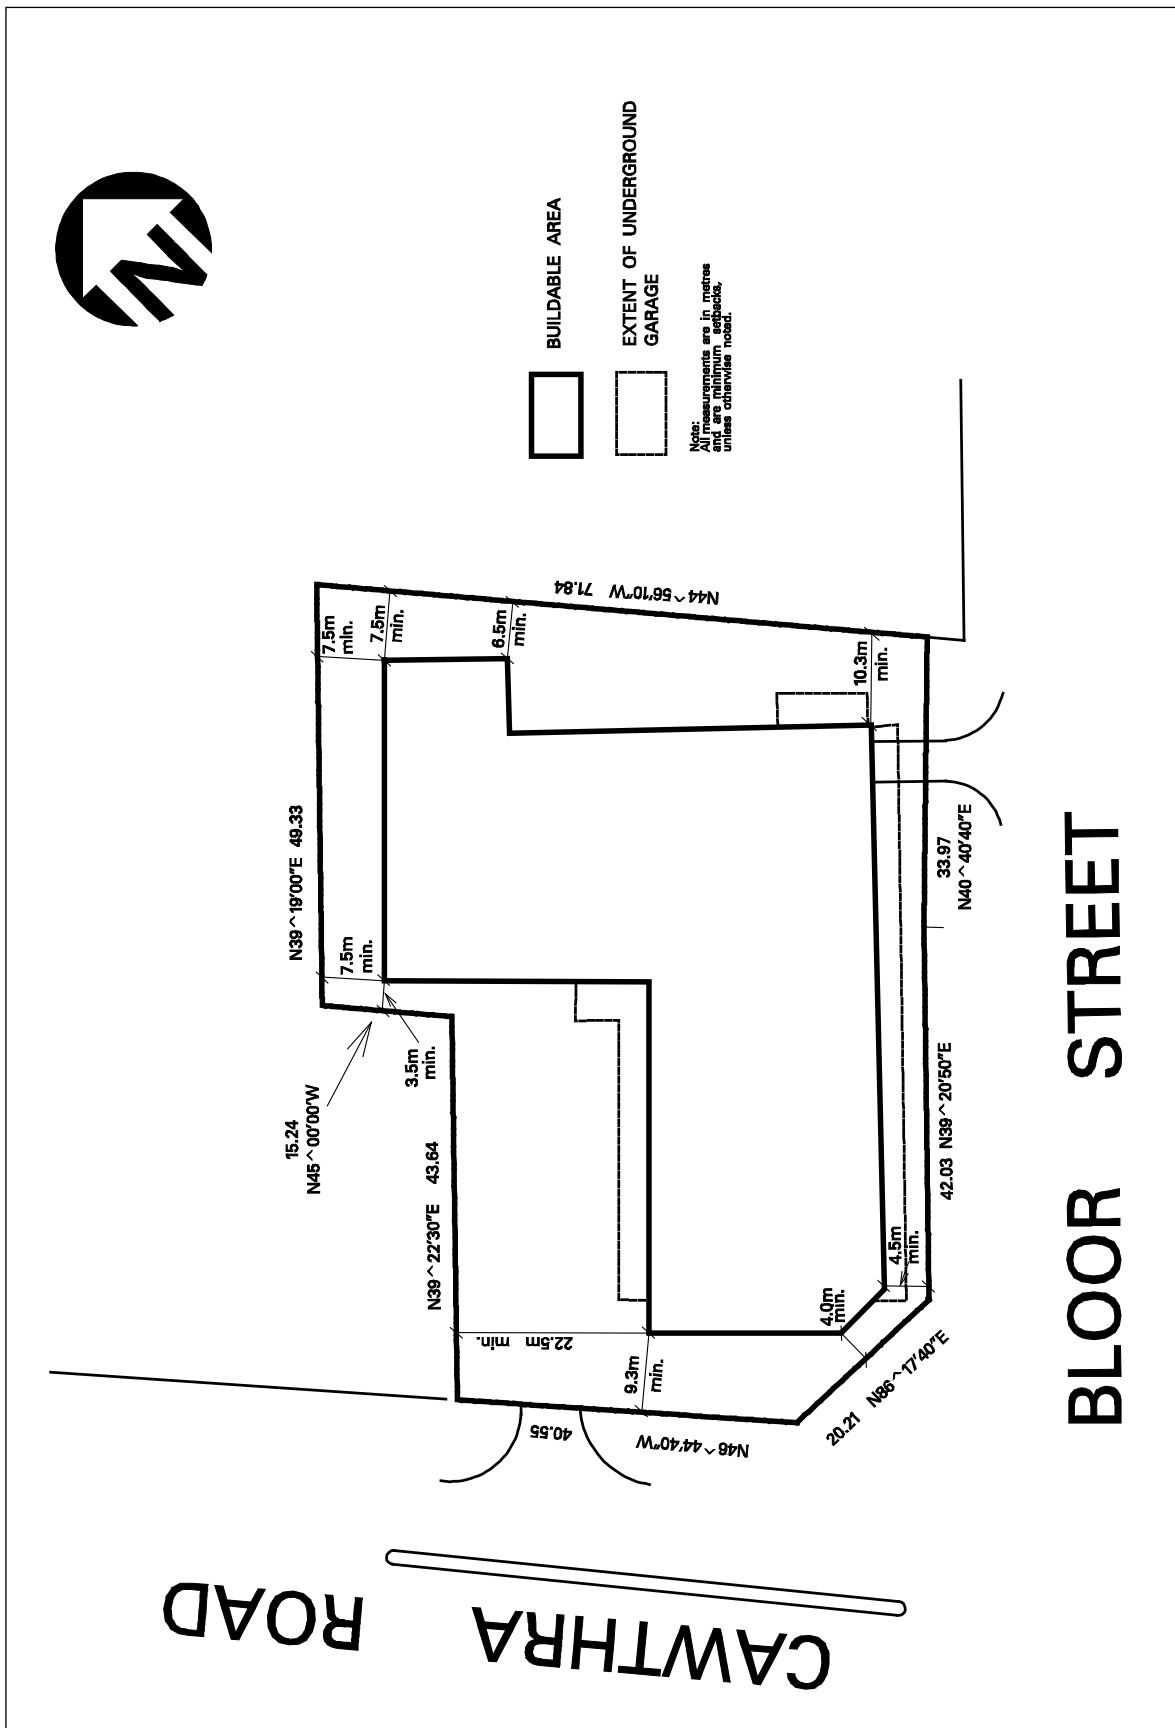 N
BUILDABLE AREA
EXTENT OF UNDERGROUND
GARAGE
Note:
All measurements are in metres
and are minimum setbacks,
unless otherwise noted.
N39^19'00"E 49.33
7.5m
min.
7.5m
min.
7.5m
min.
6.5m
min.
N44^56'10"W 71.84
10.3m
min.
15.24
N45^00'00"W
3.5m
min.
N39^22'30"E 43.64
22.5m min.
9.3m
min.
4.0m
min.
4.5m
min.
40.55
N46^44'40"W
20.21 N86^17'40"E
42.03 N39^20'50"E
33.97
N40^40'40"E
BLOOR STREET
CAWTHRA ROAD